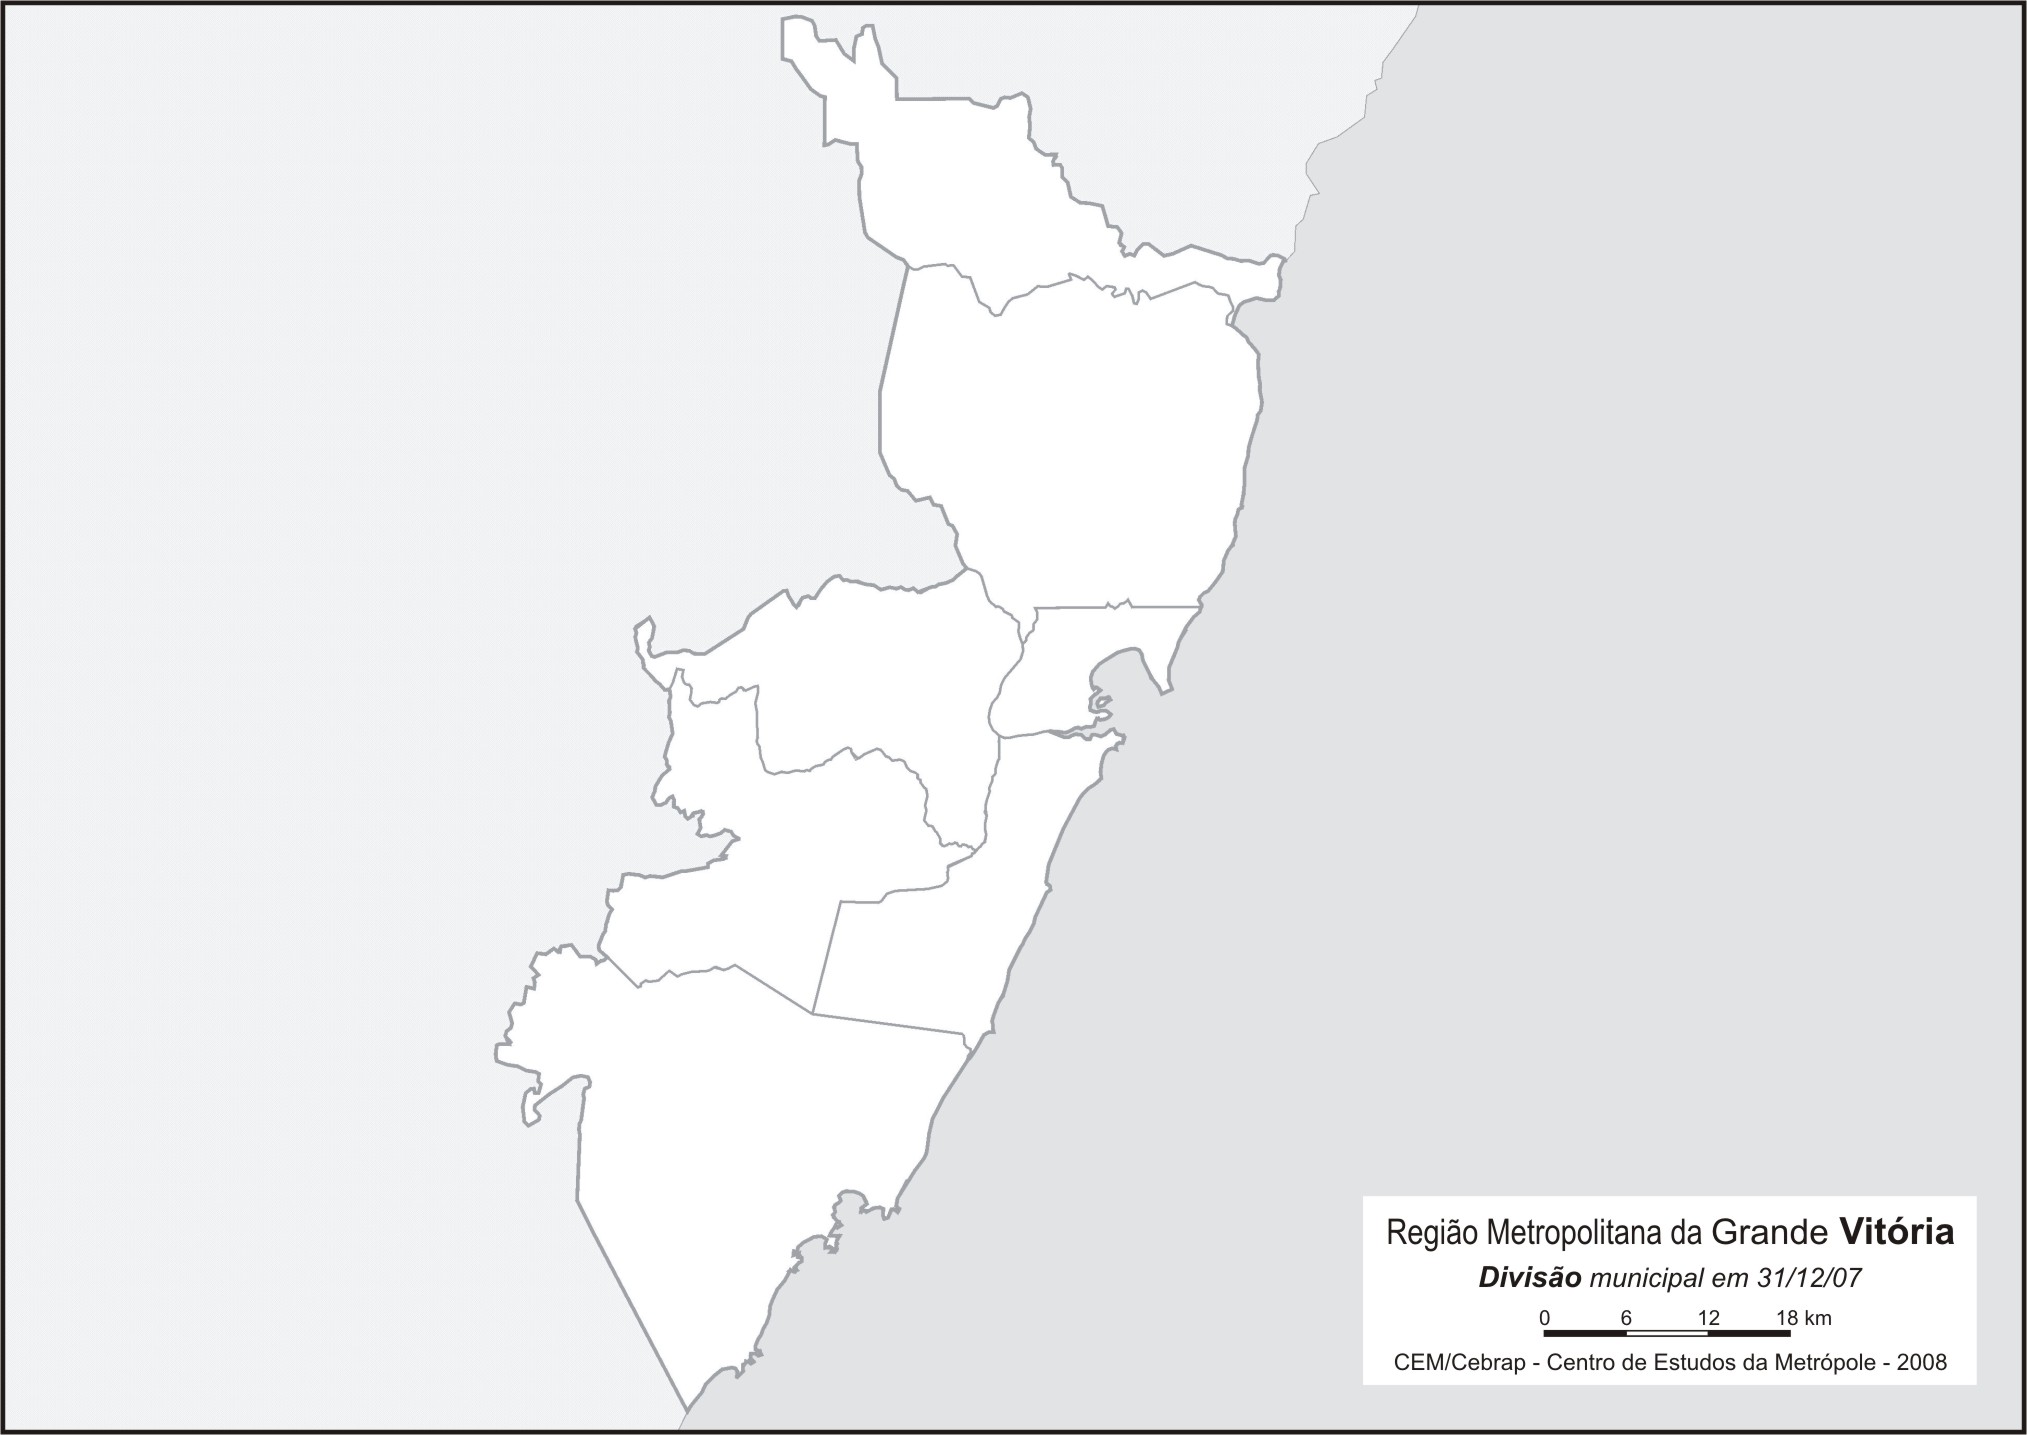 Região Metropolitana da Grande Vitória
Divisão municipal em 31/12/07
0 6 12 18 km
CEM/Cebrap - Centro de Estudos da Metrópole - 2008